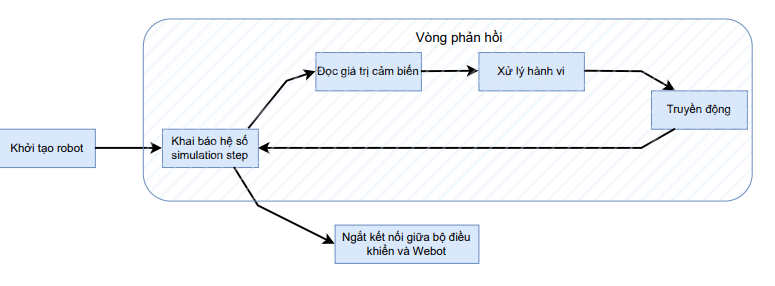 Vòng phản hồi
Đọc giá trị cảm biến
Xử lý hành vi
Truyền động
Khởi tạo robot
Khai báo hệ số
simulation step
Ngắt kết nối giữa bộ điều
khiển và Webot